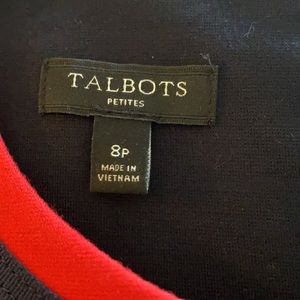 TALBOTS
PETITES
8P
MADE IN
VIETNAM